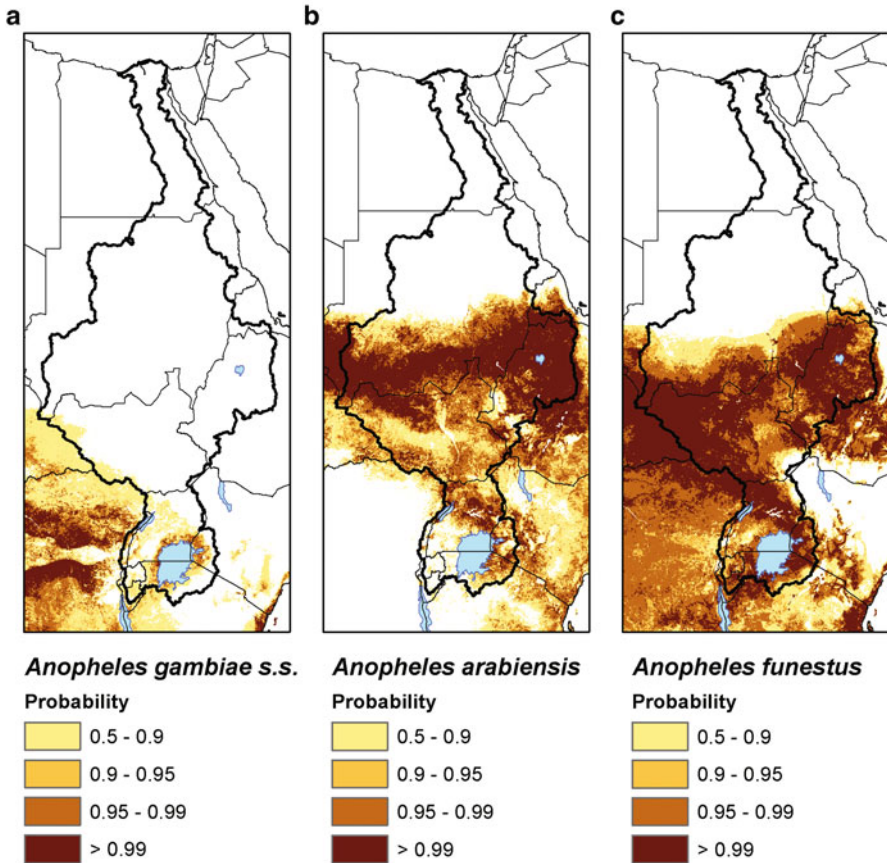 a
b
c
Anopheles gambiae s.s.
Probability
0.5 - 0.9
0.9 - 0.95
0.95 - 0.99
> 0.99
Anopheles arabiensis
Probability
0.5 - 0.9
0.9 - 0.95
0.95 - 0.99
> 0.99
Anopheles funestus
Probability
0.5 - 0.9
0.9 - 0.95
0.95 - 0.99
> 0.99